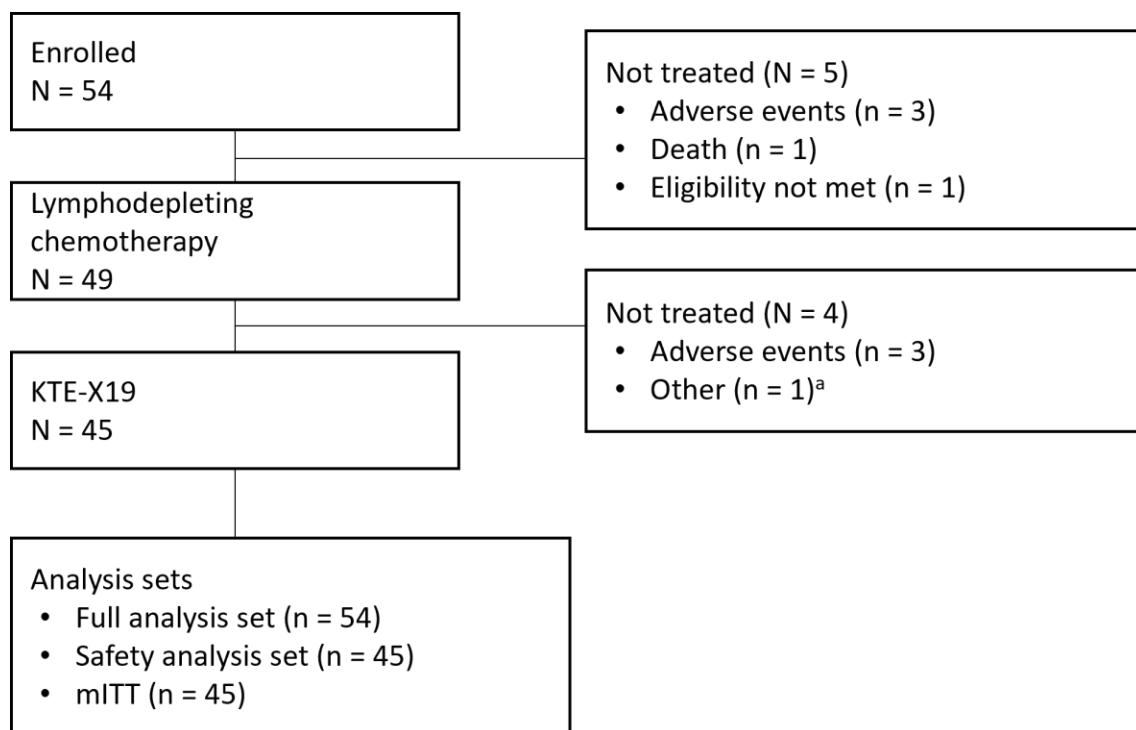 Enrolled
N = 54
Not treated (N = 5)
• Adverse events (n = 3)
• Death (n = 1)
• Eligibility not met (n = 1)
Lymphodepleting
chemotherapy
N = 49
Not treated (N = 4)
• Adverse events (n = 3)
• Other (n = 1)ᵃ
KTE-X19
N = 45
Analysis sets
• Full analysis set (n = 54)
• Safety analysis set (n = 45)
• mITT (n = 45)